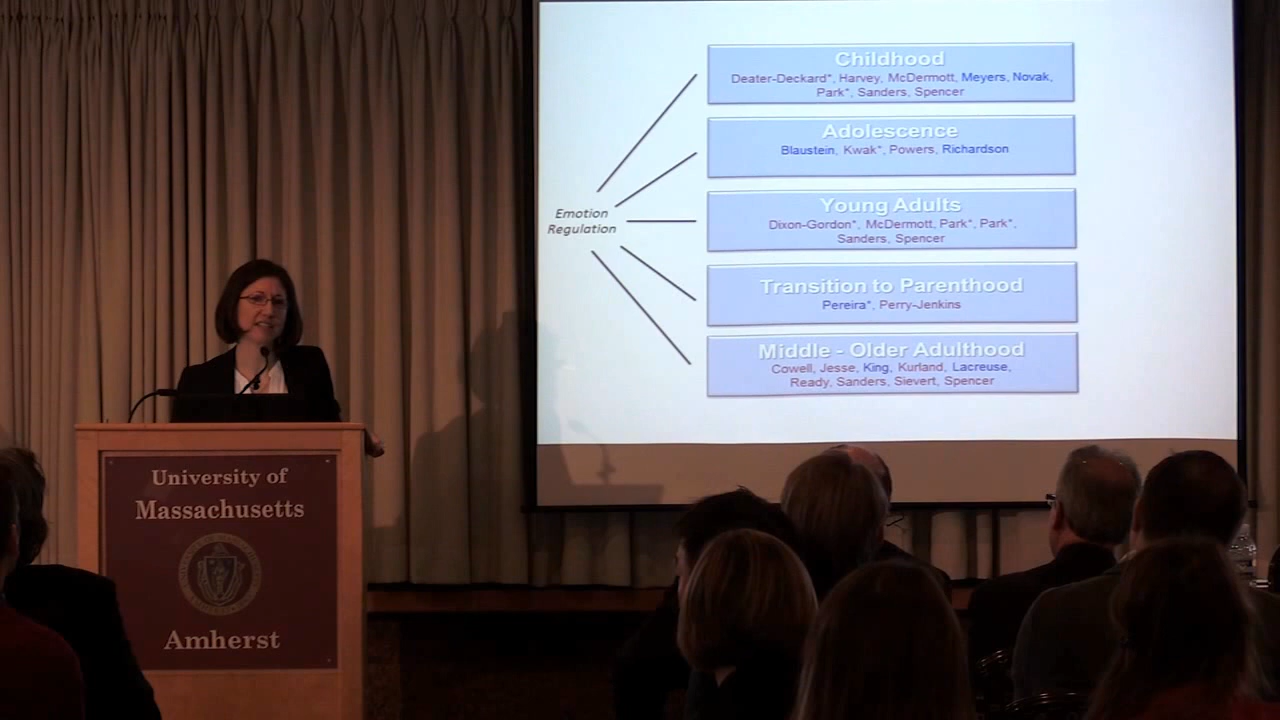 Childhood
Deater-Deckard*, Harvey, McDermott, Meyers, Novak,
Park*, Sanders, Spencer
Adolescence
Blaustein, Kwak*, Powers, Richardson
Young Adults
Dixon-Gordon*, McDermott, Park*, Park*,
Sanders, Spencer
Emotion
Regulation
Transition to Parenthood
Pereira*, Perry-Jenkins
Middle - Older Adulthood
Cowell, Jesse, King, Kurland, Lacreuse,
Ready, Sanders, Sievert, Spencer
University of
Massachusetts
Amherst